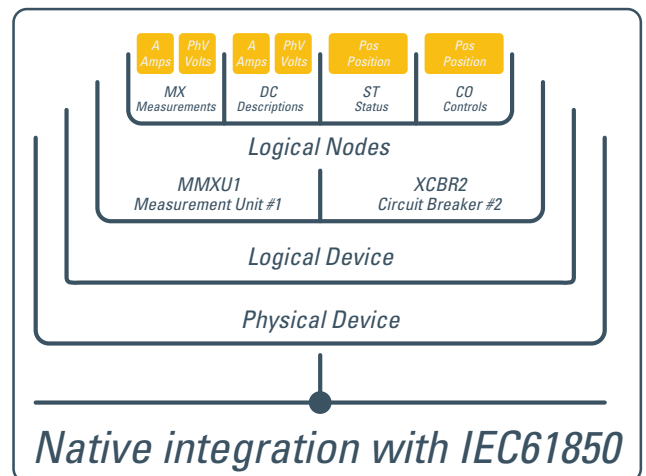 A PhV A PhV Pos Pos
Amps Volts Amps Volts Position Position
MX DC ST CO
Measurements Descriptions Status Controls
Logical Nodes
MMXU1 XCBR2
Measurement Unit #1 Circuit Breaker #2
Logical Device
Physical Device
Native integration with IEC61850